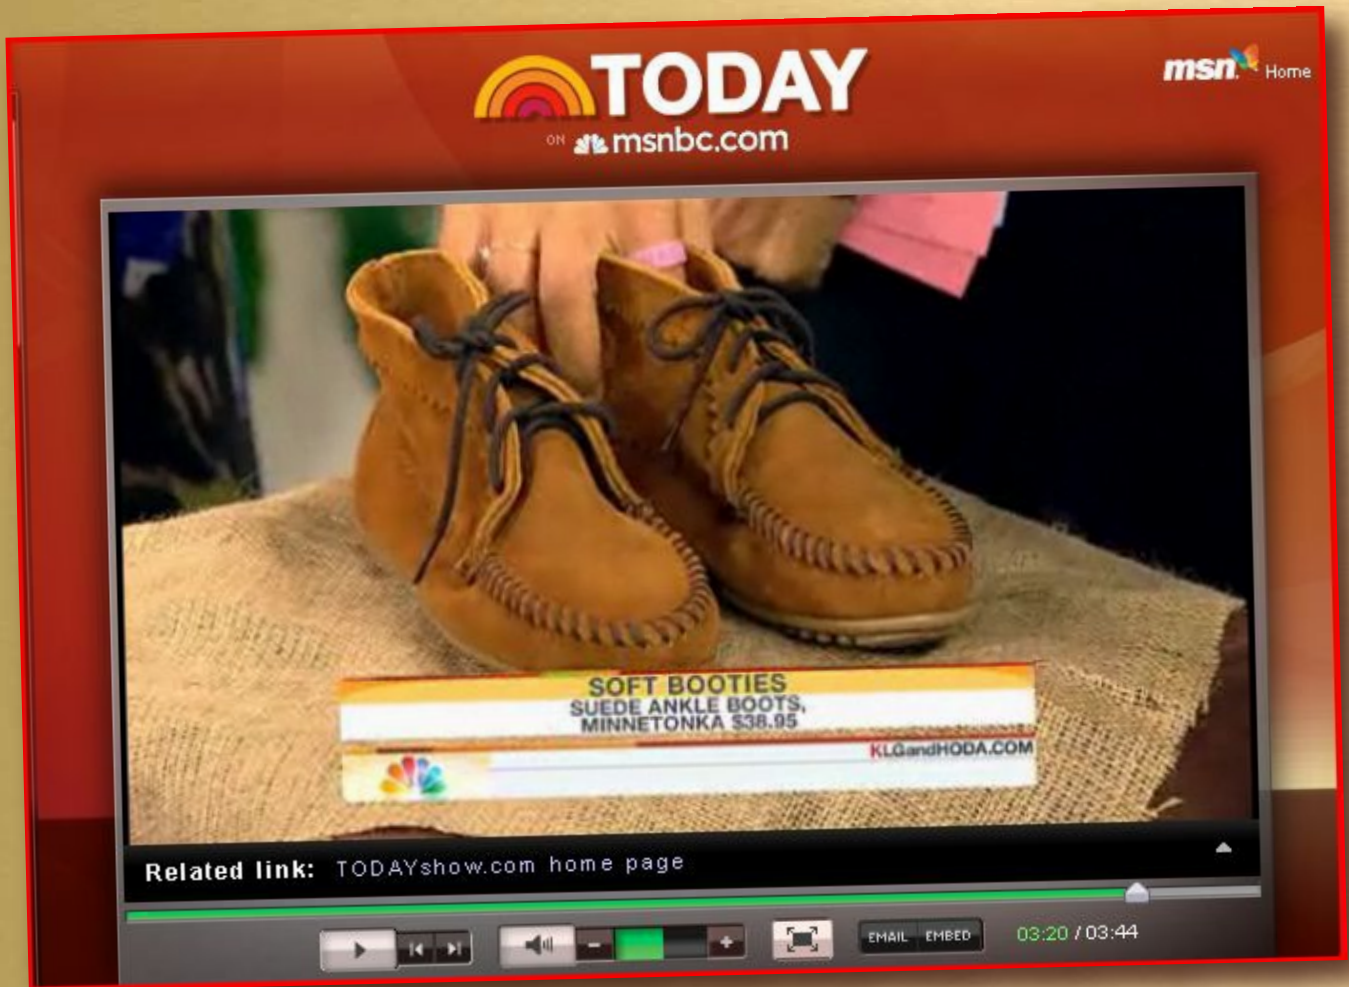 TODAY
ON msnbc.com
msn Home
SOFT BOOTIES
SUEDE ANKLE BOOTS,
MINNETONKA $38.95
KLGandHODA.COM
Related link: TODAYshow.com home page
EMAIL EMBED 03:20 / 03:44